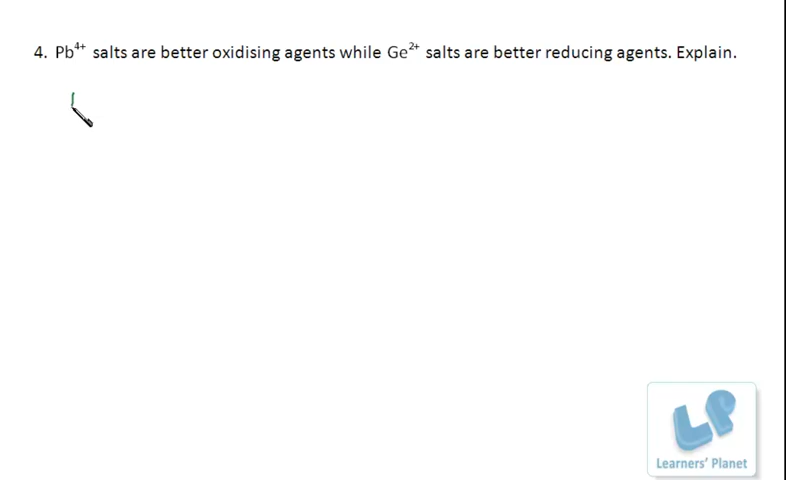 4. Pb⁴⁺ salts are better oxidising agents while Ge²⁺ salts are better reducing agents. Explain.
LP
Learners' Planet